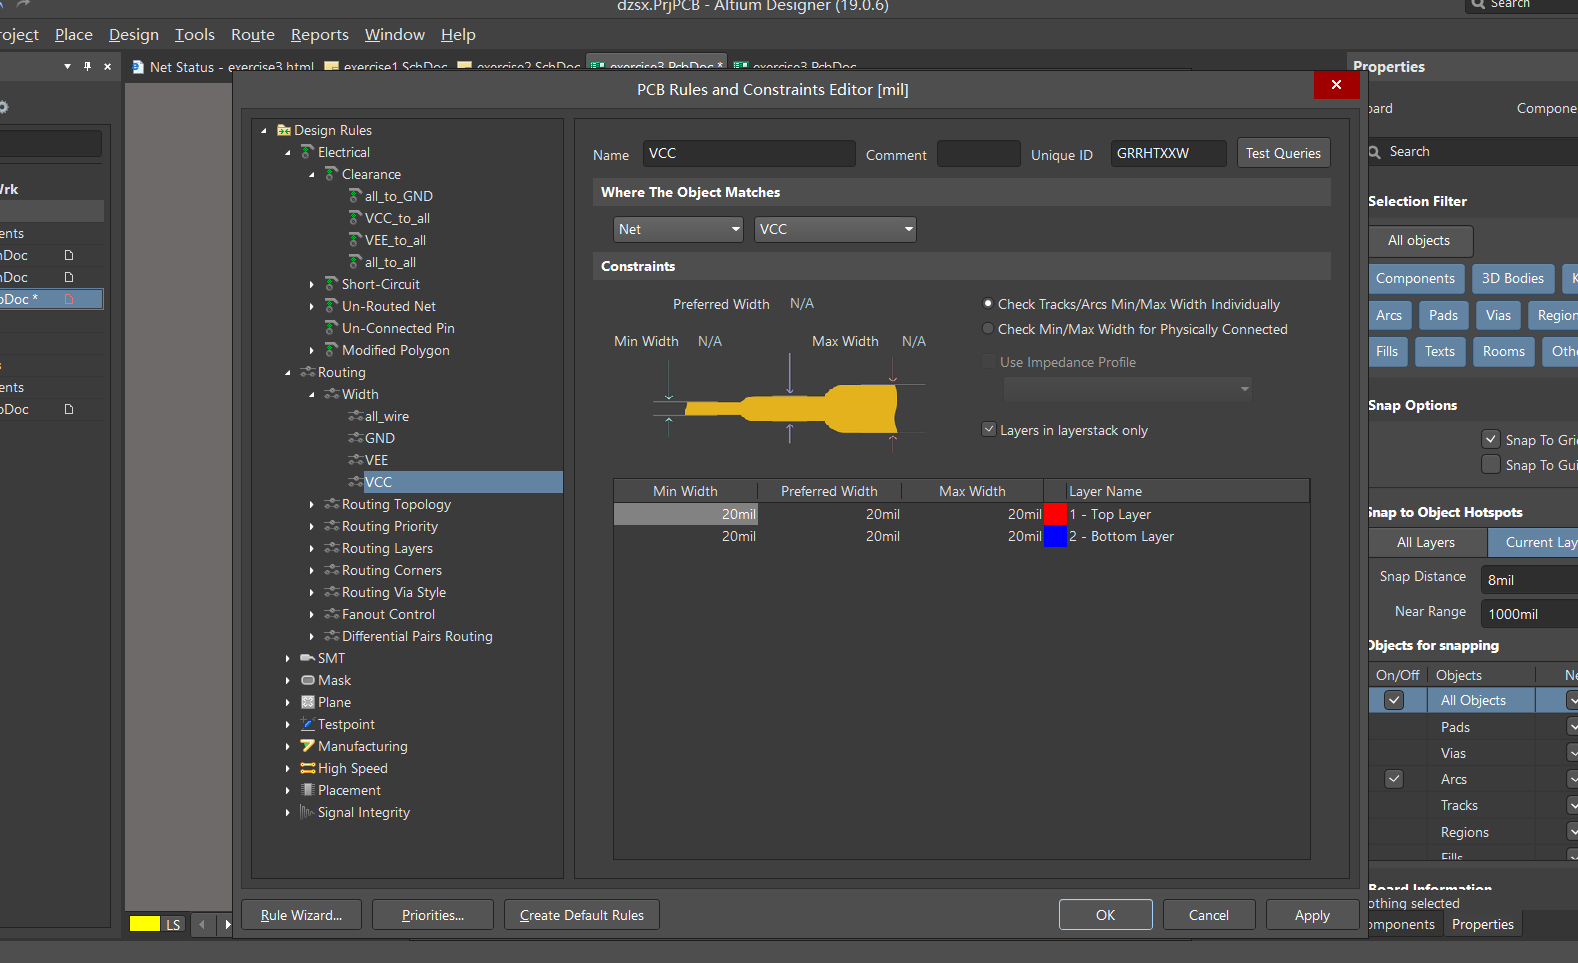 dzsx.PrjPCB - Altium Designer (19.0.6)
Search
roject Place Design Tools Route Reports Window Help
Net Status - exercise3.html exercise1.SchDoc exercise2.SchDoc exercise3.PcbDoc * exercise3.PcbDoc
Properties
PCB Rules and Constraints Editor [mil]
Design Rules
Electrical
Clearance
all_to_GND
VCC_to_all
VEE_to_all
all_to_all
Short-Circuit
Un-Routed Net
Un-Connected Pin
Modified Polygon
Routing
Width
all_wire
GND
VEE
VCC
Routing Topology
Routing Priority
Routing Layers
Routing Corners
Routing Via Style
Fanout Control
Differential Pairs Routing
SMT
Mask
Plane
Testpoint
Manufacturing
High Speed
Placement
Signal Integrity
Name VCC Comment Unique ID GRRHTXXW Test Queries
Where The Object Matches
Net VCC
Constraints
Preferred Width N/A
Min Width N/A Max Width N/A
Check Tracks/Arcs Min/Max Width Individually
Check Min/Max Width for Physically Connected
Use Impedance Profile
Layers in layerstack only
Min Width Preferred Width Max Width Layer Name
20mil 20mil 20mil 1 - Top Layer
20mil 20mil 20mil 2 - Bottom Layer
Rule Wizard... Priorities... Create Default Rules OK Cancel Apply
Wrk
ents
hDoc
hDoc
bDoc *
s
ents
bDoc
LS
oard Compone
Search
Selection Filter
All objects
Components 3D Bodies K
Arcs Pads Vias Region
Fills Texts Rooms Othe
Snap Options
Snap To Gri
Snap To Gui
Snap to Object Hotspots
All Layers Current Lay
Snap Distance 8mil
Near Range 1000mil
Objects for snapping
On/Off Objects Ne
All Objects
Pads
Vias
Arcs
Tracks
Regions
Fills
Board Information
othing selected
omponents Properties